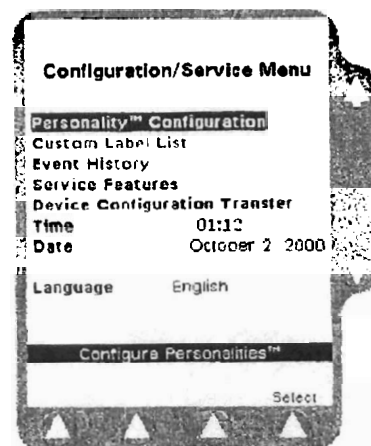 Configuration/Service Menu
Personality™ Configuration
Custom Label List
Event History
Service Features
Device Configuration Transfer
Time 01:12
Date October 2 2000
Language English
Configure Personalities™
Select